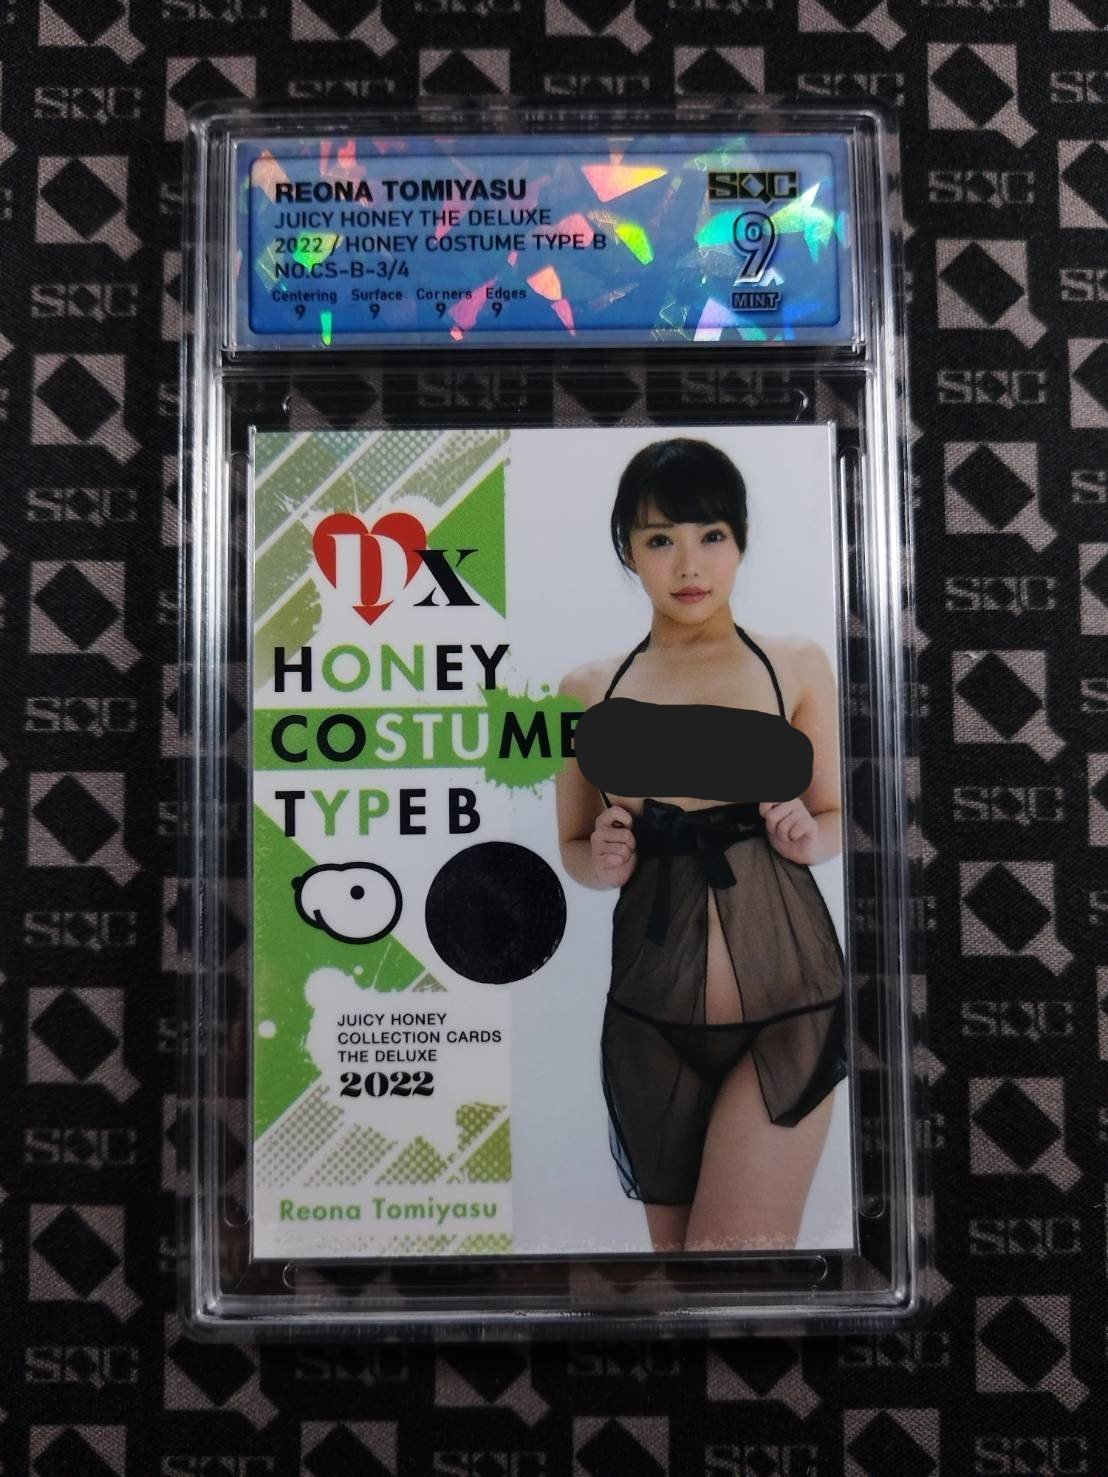 REONA TOMIYASU
JUICY HONEY THE DELUXE
2022 / HONEY COSTUME TYPE B
NO.CS-B-3/4
Centering Surface Corners Edges
9 9 9 9
SQC
9
MINT
DX
HONEY
COSTUME
TYPE B
JUICY HONEY
COLLECTION CARDS
THE DELUXE
2022
Reona Tomiyasu